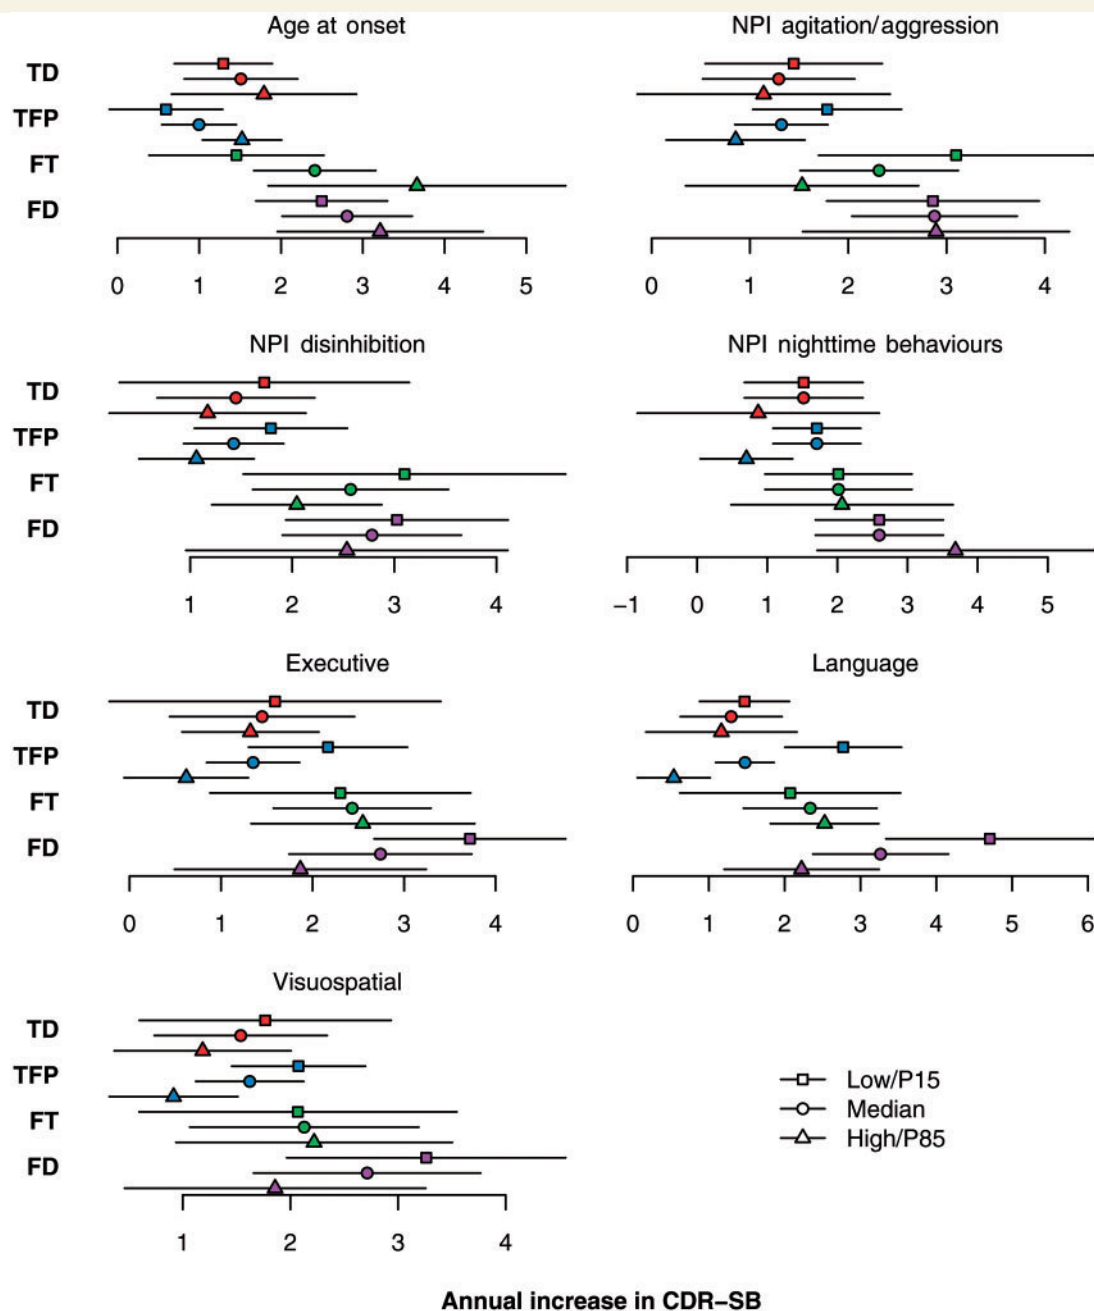 Age at onset
NPI agitation/aggression
TD
TFP
FT
FD
0 1 2 3 4 5
0 1 2 3 4
NPI disinhibition
NPI nighttime behaviours
TD
TFP
FT
FD
1 2 3 4
−1 0 1 2 3 4 5
Executive
Language
TD
TFP
FT
FD
0 1 2 3 4
0 1 2 3 4 5 6
Visuospatial
TD
TFP
FT
FD
1 2 3 4
Low/P15
Median
High/P85
Annual increase in CDR−SB